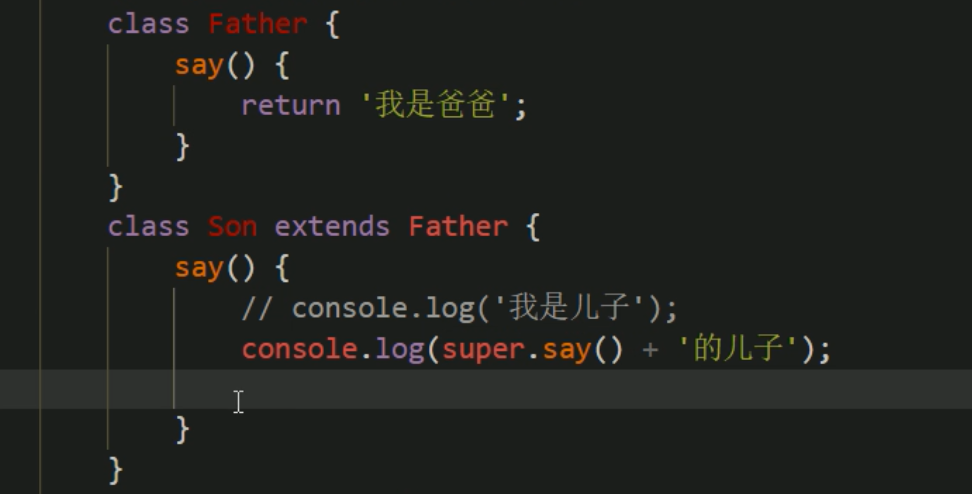 class Father {
say() {
return '我是爸爸';
}
}
class Son extends Father {
say() {
// console.log('我是儿子');
console.log(super.say() + '的儿子');
}
}